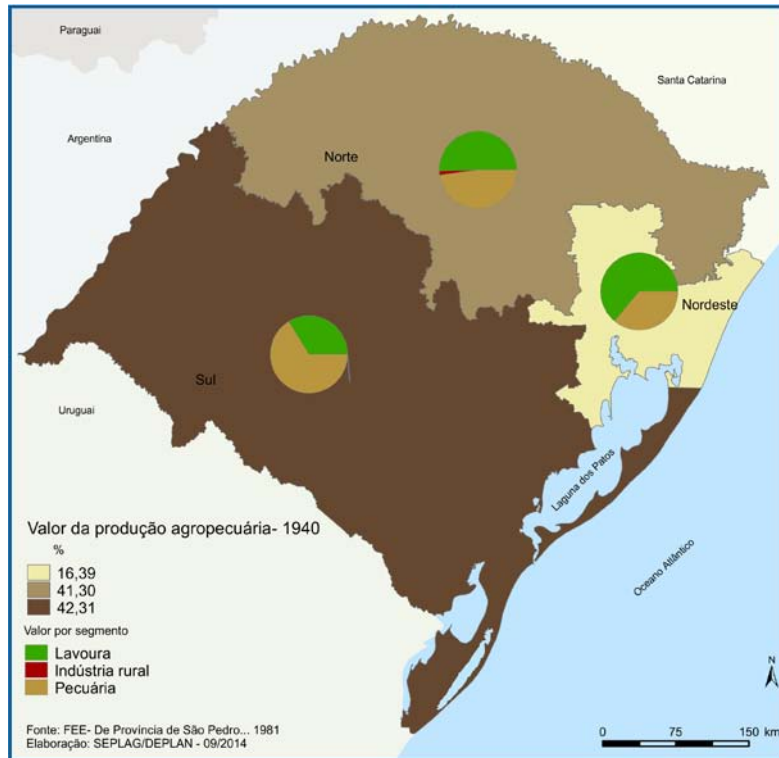 Paraguai
Santa Catarina
Argentina
Norte
Nordeste
Sul
Uruguai
Laguna dos Patos
Oceano Atlântico
Valor da produção agropecuária- 1940
%
16,39
41,30
42,31
Valor por segmento
Lavoura
Indústria rural
Pecuária
Fonte: FEE- De Província de São Pedro... 1981
Elaboração: SEPLAG/DEPLAN - 09/2014
N
0 75 150 km